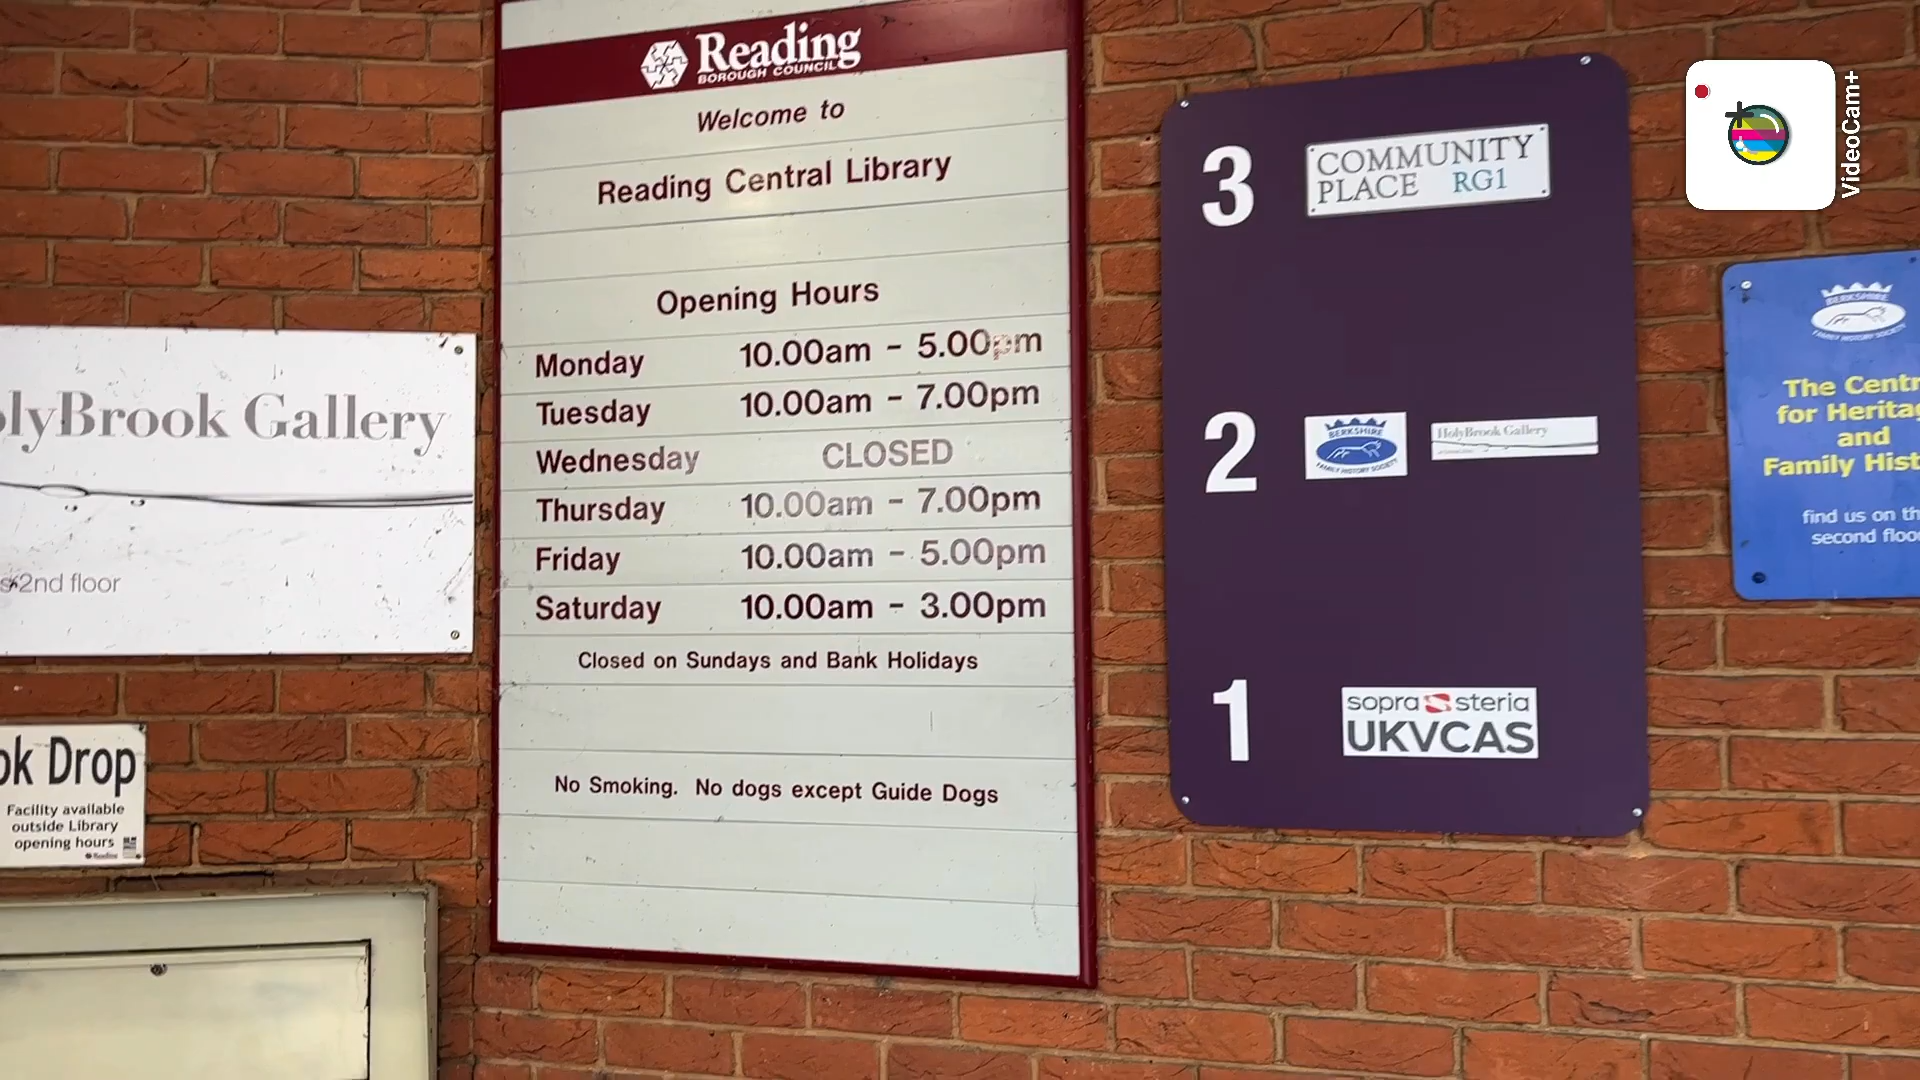 Reading
BOROUGH COUNCIL
Welcome to
Reading Central Library
Opening Hours
Monday 10.00am - 5.00pm
Tuesday 10.00am - 7.00pm
Wednesday CLOSED
Thursday 10.00am - 7.00pm
Friday 10.00am - 5.00pm
Saturday 10.00am - 3.00pm
Closed on Sundays and Bank Holidays
No Smoking. No dogs except Guide Dogs
lyBrook Gallery
2nd floor
ok Drop
Facility available
outside Library
opening hours
Reading
3
COMMUNITY
PLACE RG1
2
BERKSHIRE
FAMILY HISTORY SOCIETY
HolyBrook Gallery
1
sopra steria
UKVCAS
BERKSHIRE
FAMILY HISTORY SOCIETY
The Centr
for Heritag
and
Family Hist
find us on th
second floo
VideoCam+